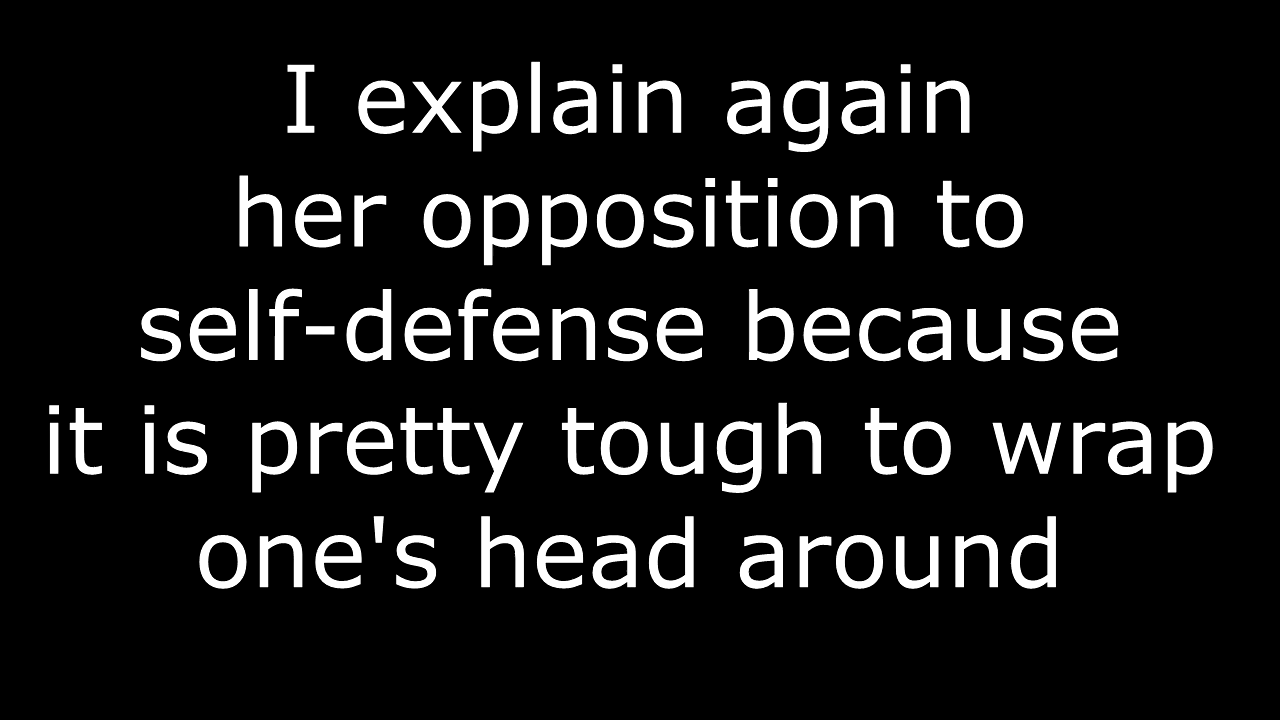 I explain again
her opposition to
self-defense because
it is pretty tough to wrap
one's head around